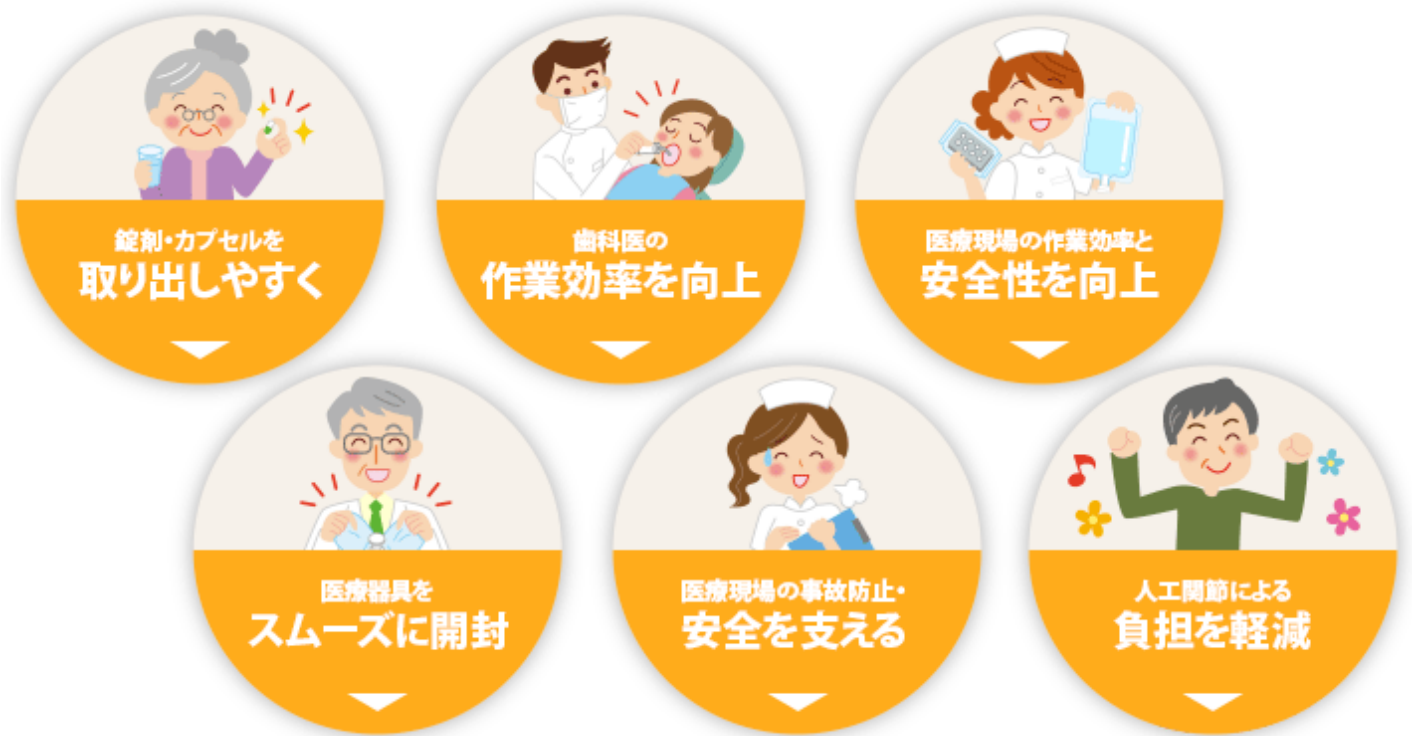 錠剤・カプセルを
取り出しやすく
歯科医の
作業効率を向上
医療現場の作業効率と
安全性を向上
医療器具を
スムーズに開封
医療現場の事故防止・
安全を支える
人工関節による
負担を軽減